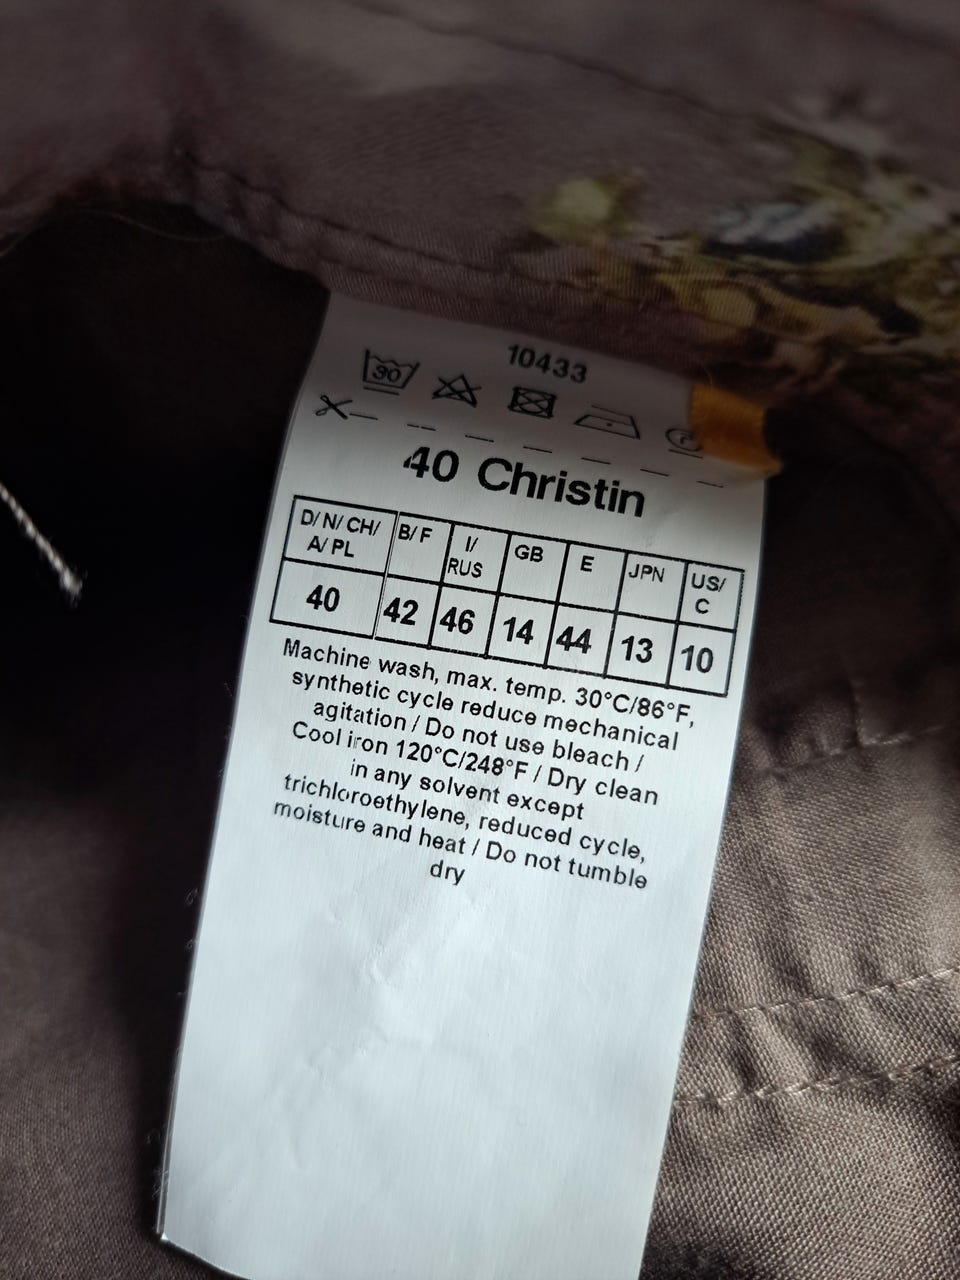 10433
30
40 Christin
D/ N/ CH/ A/ PL B/ F I/ RUS GB E JPN US/ C
40 42 46 14 44 13 10
Machine wash, max. temp. 30°C/86°F,
synthetic cycle reduce mechanical
agitation / Do not use bleach /
Cool iron 120°C/248°F / Dry clean
in any solvent except
trichloroethylene, reduced cycle,
moisture and heat / Do not tumble
dry